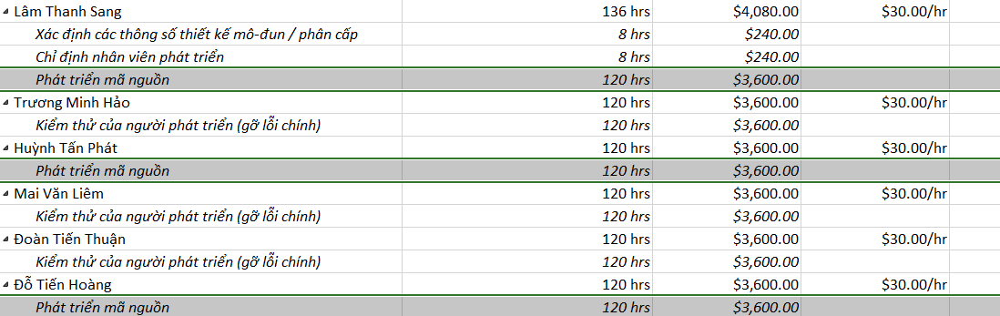 Lâm Thanh Sang 136 hrs $4,080.00 $30.00/hr
Xác định các thông số thiết kế mô-đun / phân cấp 8 hrs $240.00
Chỉ định nhân viên phát triển 8 hrs $240.00
Phát triển mã nguồn 120 hrs $3,600.00
Trương Minh Hảo 120 hrs $3,600.00 $30.00/hr
Kiểm thử của người phát triển (gỡ lỗi chính) 120 hrs $3,600.00
Huỳnh Tấn Phát 120 hrs $3,600.00 $30.00/hr
Phát triển mã nguồn 120 hrs $3,600.00
Mai Văn Liêm 120 hrs $3,600.00 $30.00/hr
Kiểm thử của người phát triển (gỡ lỗi chính) 120 hrs $3,600.00
Đoàn Tiến Thuận 120 hrs $3,600.00 $30.00/hr
Kiểm thử của người phát triển (gỡ lỗi chính) 120 hrs $3,600.00
Đỗ Tiến Hoàng 120 hrs $3,600.00 $30.00/hr
Phát triển mã nguồn 120 hrs $3,600.00